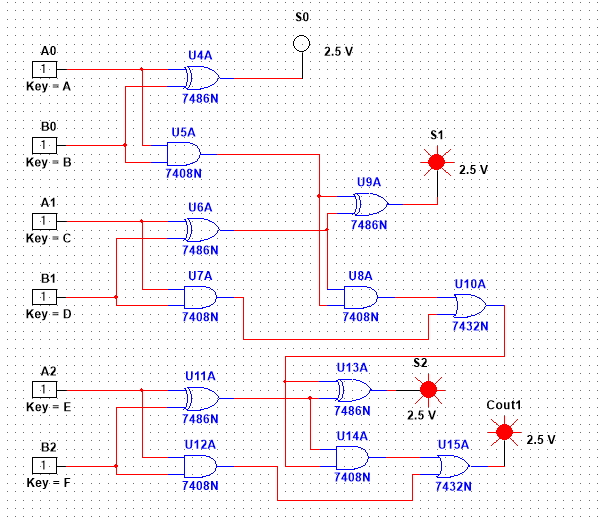 S0
2.5 V
A0
1
Key = A
U4A
7486N
B0
1
Key = B
U5A
7408N
S1
2.5 V
U9A
7486N
A1
1
Key = C
U6A
7486N
B1
1
Key = D
U7A
7408N
U8A
7408N
U10A
7432N
A2
1
Key = E
U11A
7486N
U13A
7486N
S2
2.5 V
Cout1
2.5 V
B2
1
Key = F
U12A
7408N
U14A
7408N
U15A
7432N